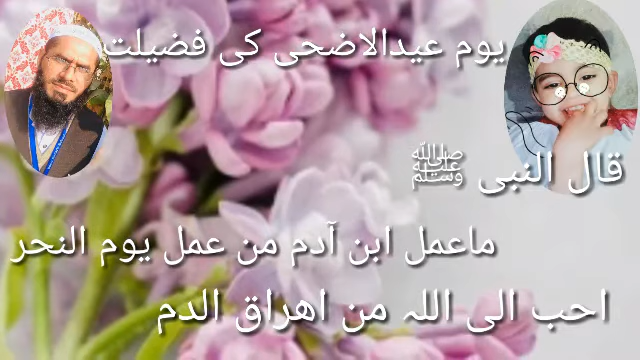 یوم عیدالاضحی کی فضیلت
قال النبی ﷺ
ماعمل ابن آدم من عمل یوم النحر
احب الی اللہ من اھراق الدم